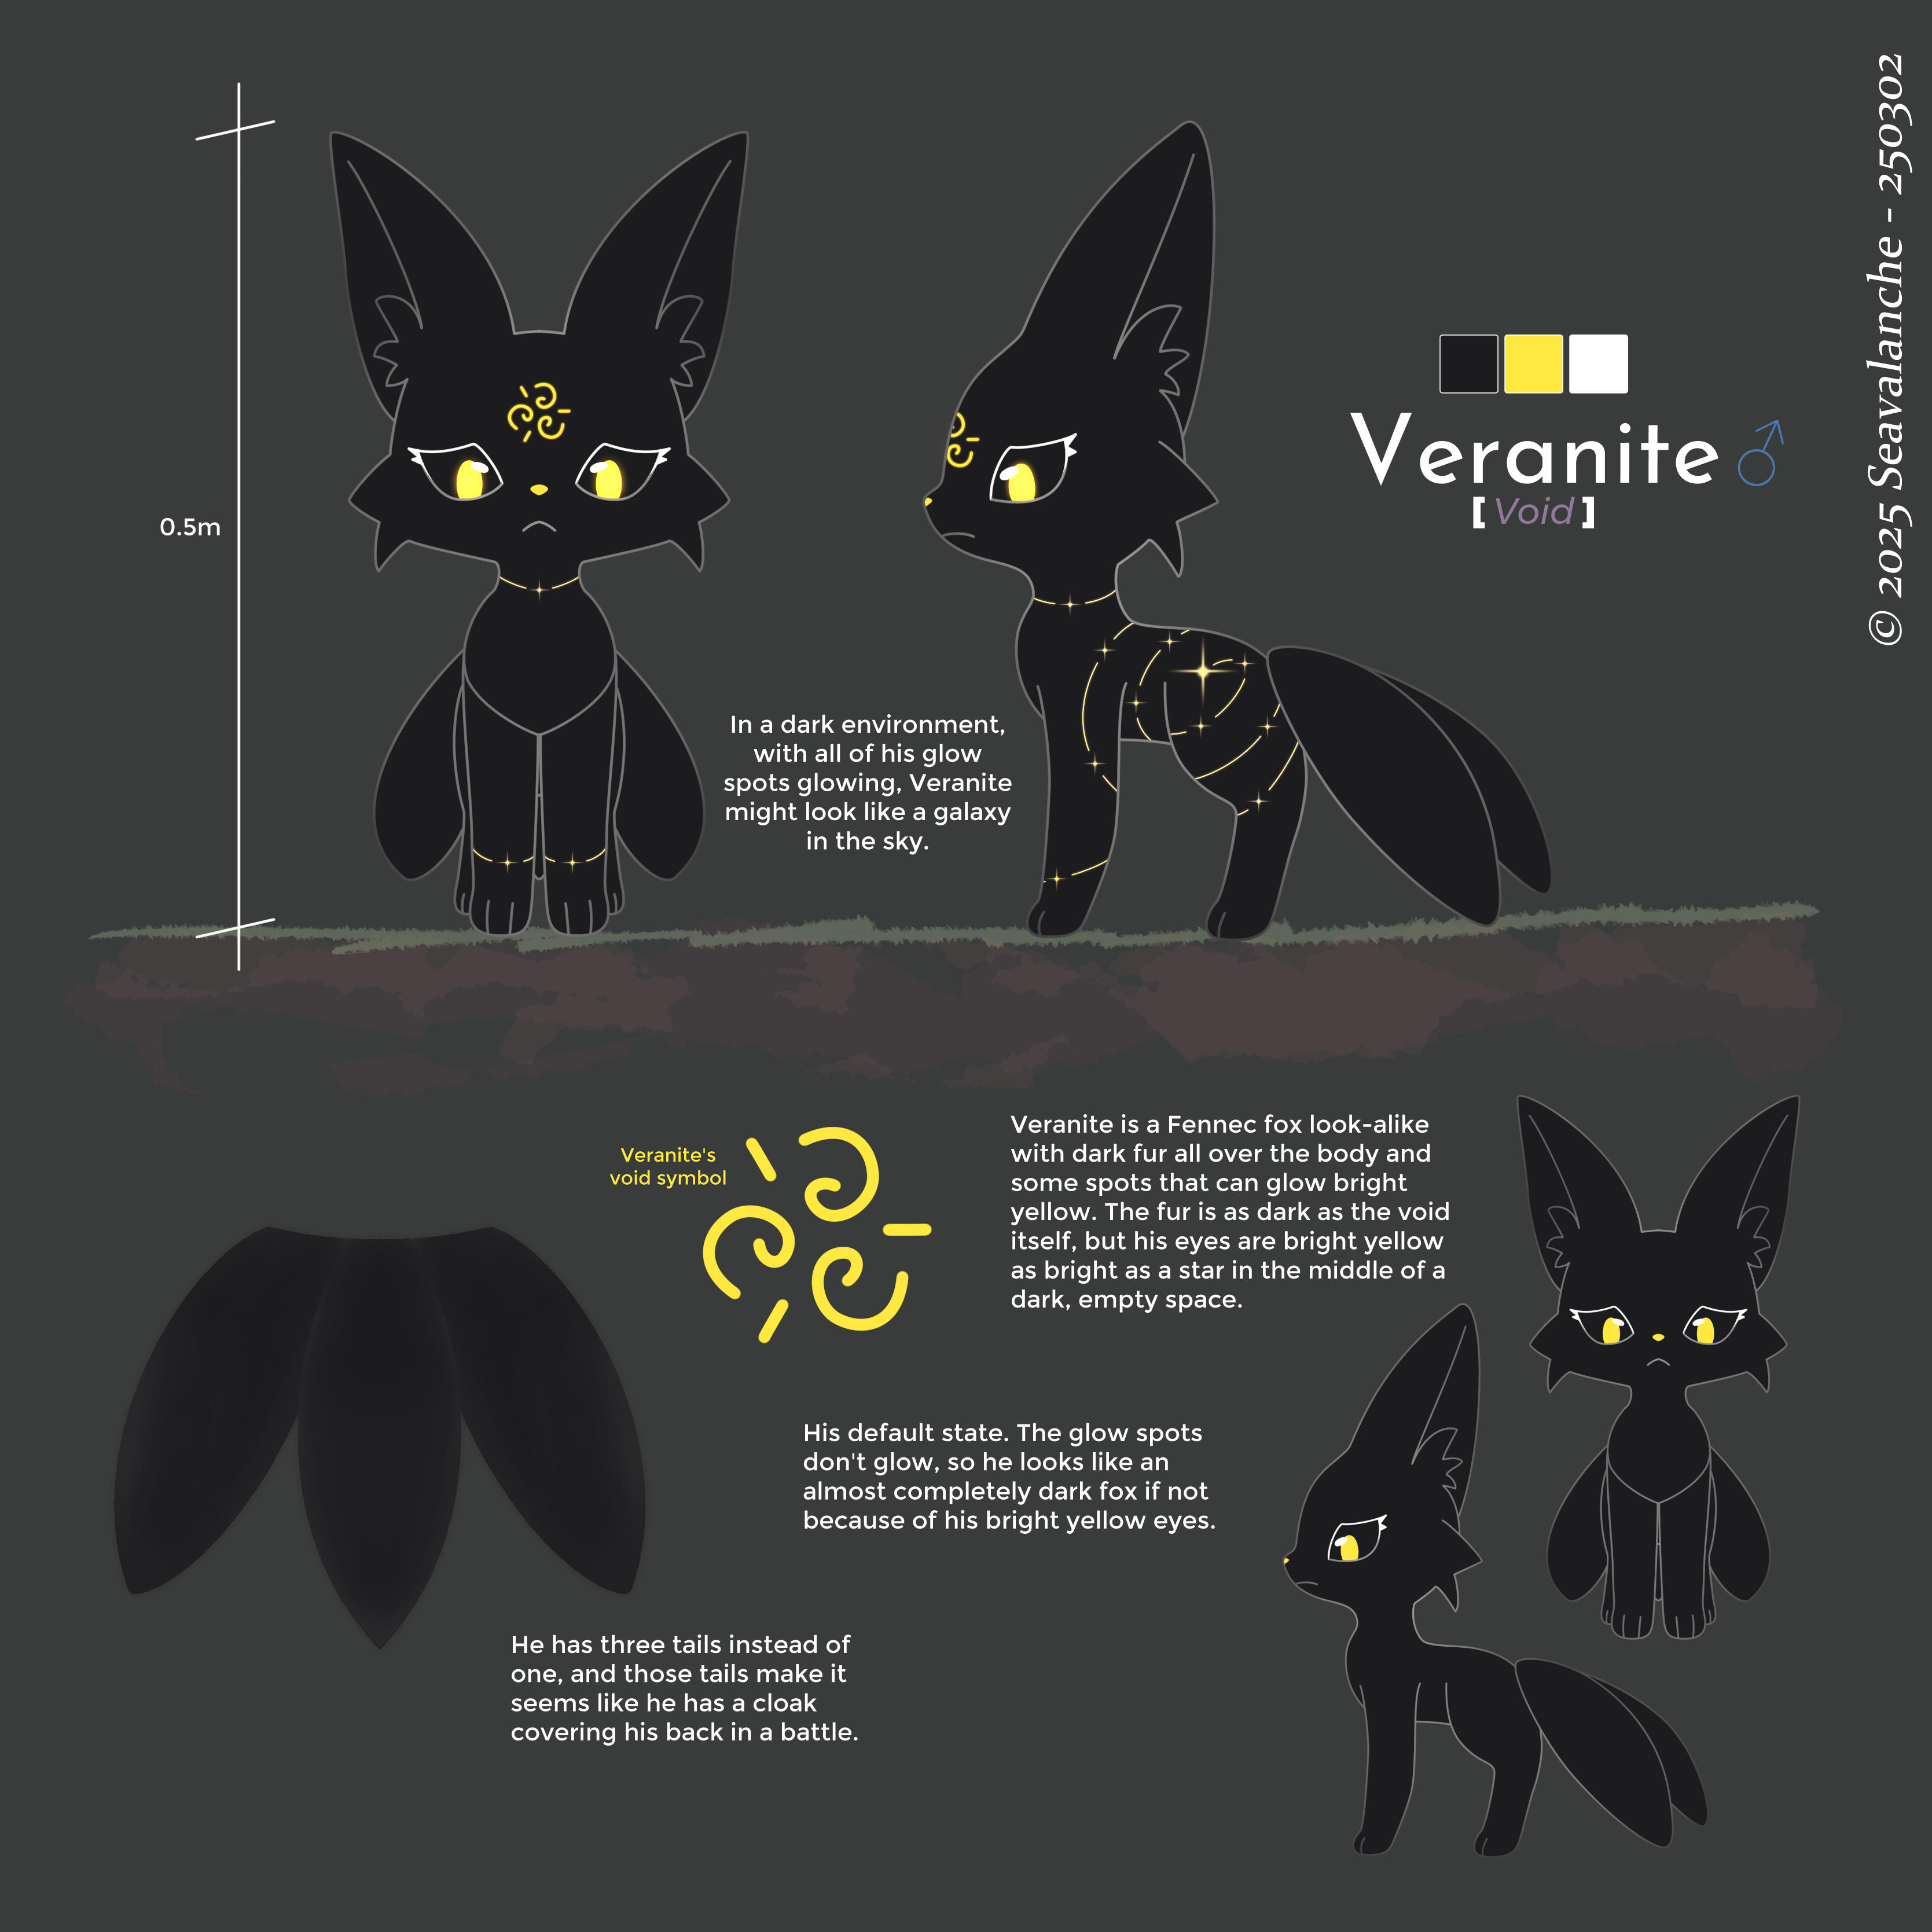 © 2025 Seavalanche - 250302
0.5m
Veranite♂
[ Void ]
In a dark environment,
with all of his glow
spots glowing, Veranite
might look like a galaxy
in the sky.
Veranite's
void symbol
Veranite is a Fennec fox look-alike
with dark fur all over the body and
some spots that can glow bright
yellow. The fur is as dark as the void
itself, but his eyes are bright yellow
as bright as a star in the middle of a
dark, empty space.
His default state. The glow spots
don't glow, so he looks like an
almost completely dark fox if not
because of his bright yellow eyes.
He has three tails instead of
one, and those tails make it
seems like he has a cloak
covering his back in a battle.